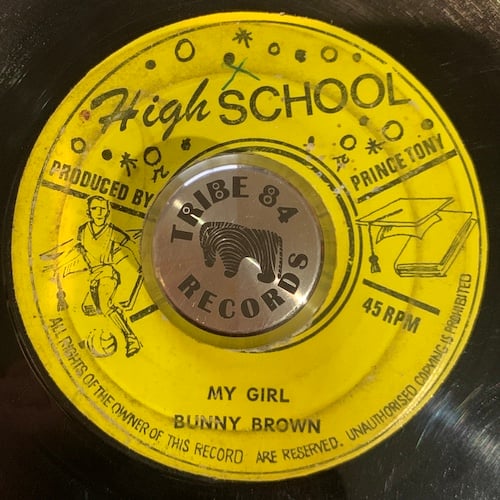 High SCHOOL
PRODUCED BY
PRINCE TONY
TRIBE 84
RECORDS
45 RPM
MY GIRL
BUNNY BROWN
ALL RIGHTS OF THE OWNER OF THIS RECORD ARE RESERVED. UNAUTHORISED COPYING IS PROHIBITED